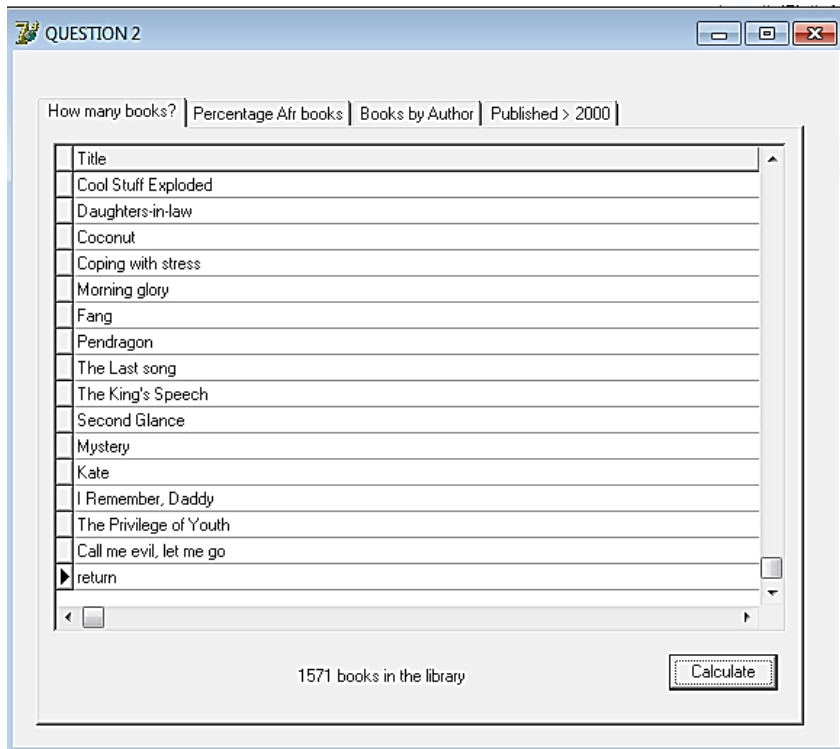 QUESTION 2
How many books? Percentage Afr books Books by Author Published > 2000
Title
Cool Stuff Exploded
Daughters-in-law
Coconut
Coping with stress
Morning glory
Fang
Pendragon
The Last song
The King's Speech
Second Glance
Mystery
Kate
I Remember, Daddy
The Privilege of Youth
Call me evil, let me go
return
1571 books in the library Calculate